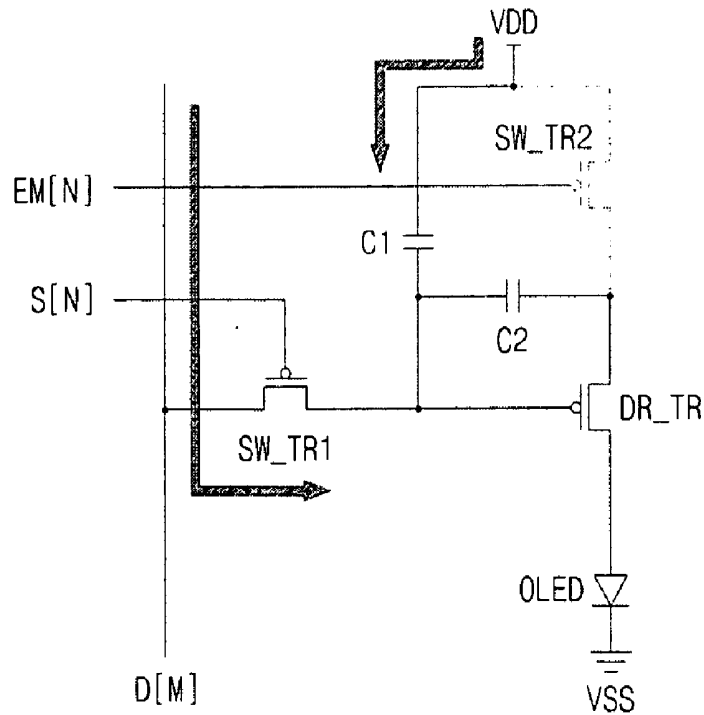 VDD
SW_TR2
EM[N]
C1
S[N]
C2
DR_TR
SW_TR1
OLED
D[M]
VSS